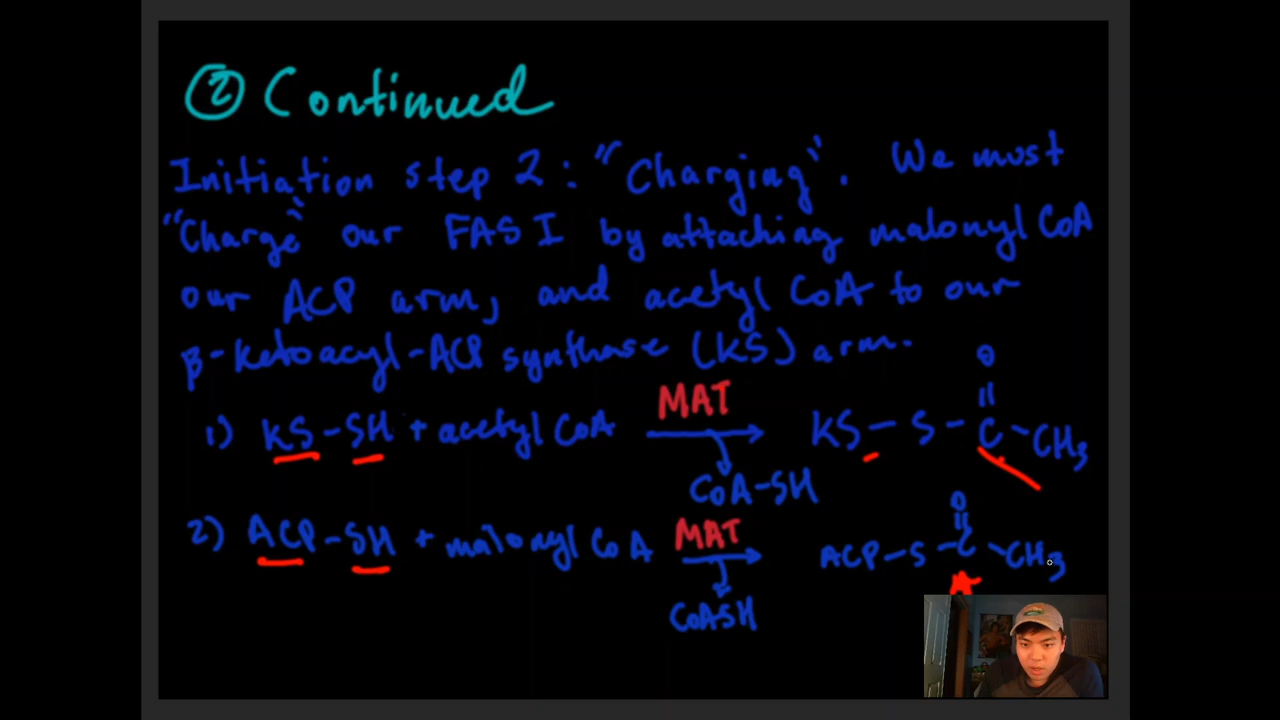 ② Continued
Initiation step 2: "Charging". We must
"Charge" our FAS I by attaching malonyl CoA
our ACP arm, and acetyl CoA to our
β-ketoacyl-ACP synthase (KS) arm.
O
||
MAT
1) KS-SH + acetyl CoA → KS-S-C-CH3
CoA-SH
O
||
MAT
2) ACP-SH + malonyl CoA → ACP-S-C-CH3
CoASH